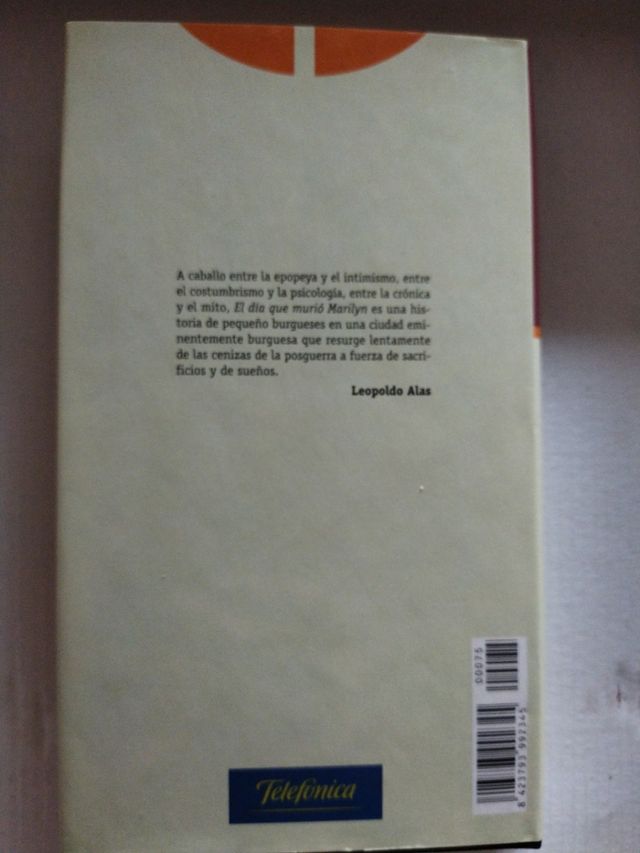 A caballo entre la epopeya y el intimismo, entre
el costumbrismo y la psicología, entre la crónica
y el mito, El día que murió Marilyn es una his-
toria de pequeño burgueses en una ciudad emi-
nentemente burguesa que resurge lentamente
de las cenizas de la posguerra a fuerza de sacri-
ficios y de sueños.
Leopoldo Alas
00075
8 423793 992345
Telefónica